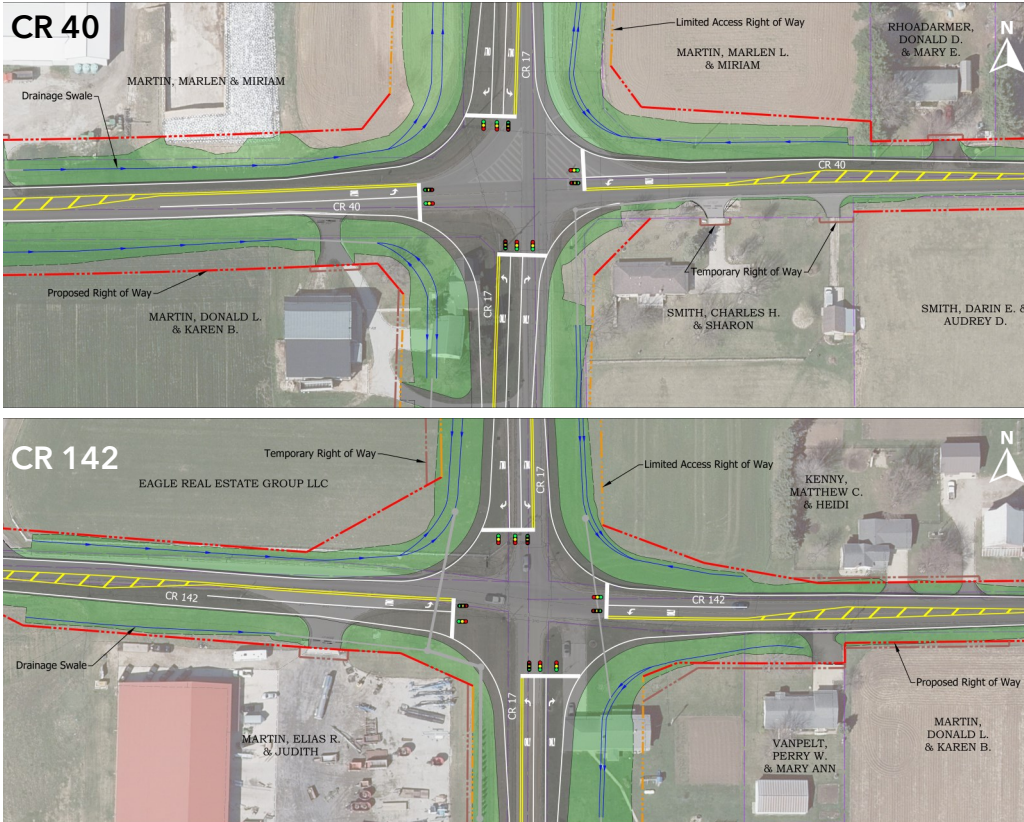 CR 40
Limited Access Right of Way
RHOADARMER,
DONALD D.
& MARY E.
N
MARTIN, MARLEN L.
& MIRIAM
CR 17
MARTIN, MARLEN & MIRIAM
Drainage Swale
CR 40
CR 40
Temporary Right of Way
Proposed Right of Way
MARTIN, DONALD L.
& KAREN B.
CR 17
SMITH, CHARLES H.
& SHARON
SMITH, DARIN E. &
AUDREY D.
CR 142
Temporary Right of Way
EAGLE REAL ESTATE GROUP LLC
CR 17
Limited Access Right of Way
N
KENNY,
MATTHEW C.
& HEIDI
CR 142
CR 142
Drainage Swale
Proposed Right of Way
CR 17
MARTIN, ELIAS R.
& JUDITH
VANPELT,
PERRY W.
& MARY ANN
MARTIN,
DONALD L.
& KAREN B.